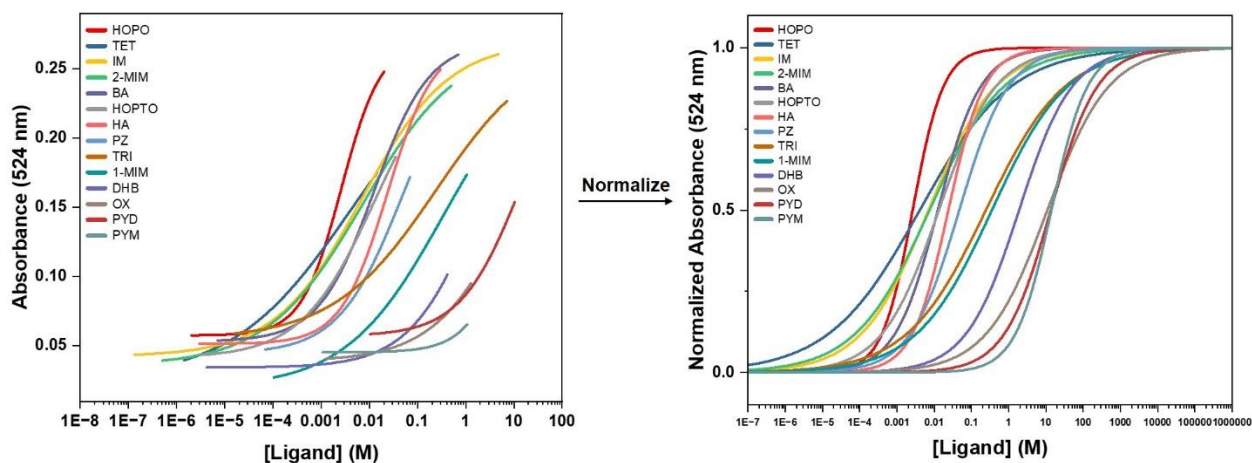 HOPO
TET
IM
2-MIM
BA
HOPTO
HA
PZ
TRI
1-MIM
DHB
OX
PYD
PYM
Absorbance (524 nm)
0.25
0.20
0.15
0.10
0.05
1E−8 1E−7 1E−6 1E−5 1E−4 0.001 0.01 0.1 1 10 100
[Ligand] (M)
Normalize
HOPO
TET
IM
2-MIM
BA
HOPTO
HA
PZ
TRI
1-MIM
DHB
OX
PYD
PYM
Normalized Absorbance (524 nm)
1.0
0.5
0.0
1E−7 1E−6 1E−5 1E−4 0.001 0.01 0.1 1 10 100 1000 10000 1000001000000
[Ligand] (M)